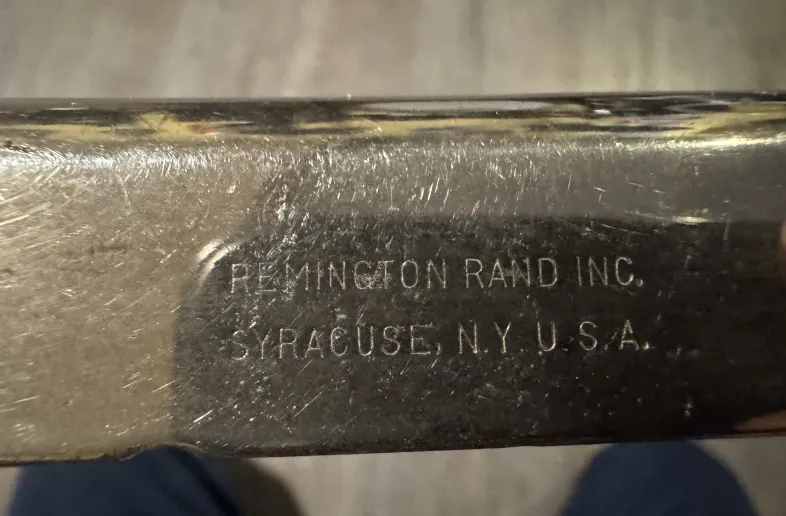 REMINGTON RAND INC.
SYRACUSE, N.Y. U.S.A.